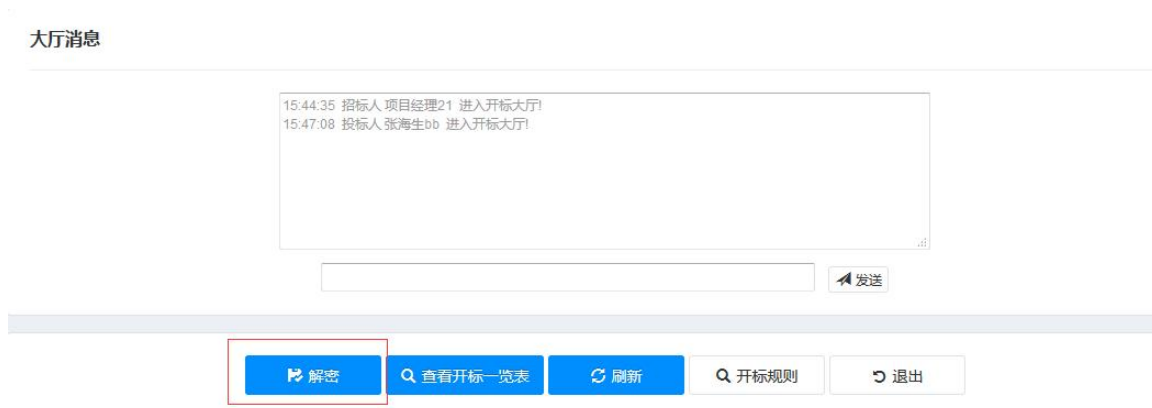 大厅消息
15:44:35 招标人 项目经理21 进入开标大厅!
15:47:08 投标人 张海生bb 进入开标大厅!
发送
解密 查看开标一览表 刷新 开标规则 退出